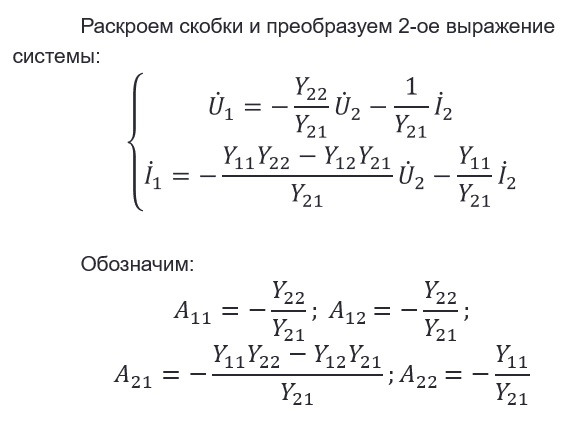 Раскроем скобки и преобразуем 2-ое выражение
системы:
U̇₁ = −Y₂₂/Y₂₁ U̇₂ − 1/Y₂₁ İ₂
İ₁ = −(Y₁₁Y₂₂ − Y₁₂Y₂₁)/Y₂₁ U̇₂ − Y₁₁/Y₂₁ İ₂
Обозначим:
A₁₁ = −Y₂₂/Y₂₁ ; A₁₂ = −Y₂₂/Y₂₁ ;
A₂₁ = −(Y₁₁Y₂₂ − Y₁₂Y₂₁)/Y₂₁ ; A₂₂ = −Y₁₁/Y₂₁